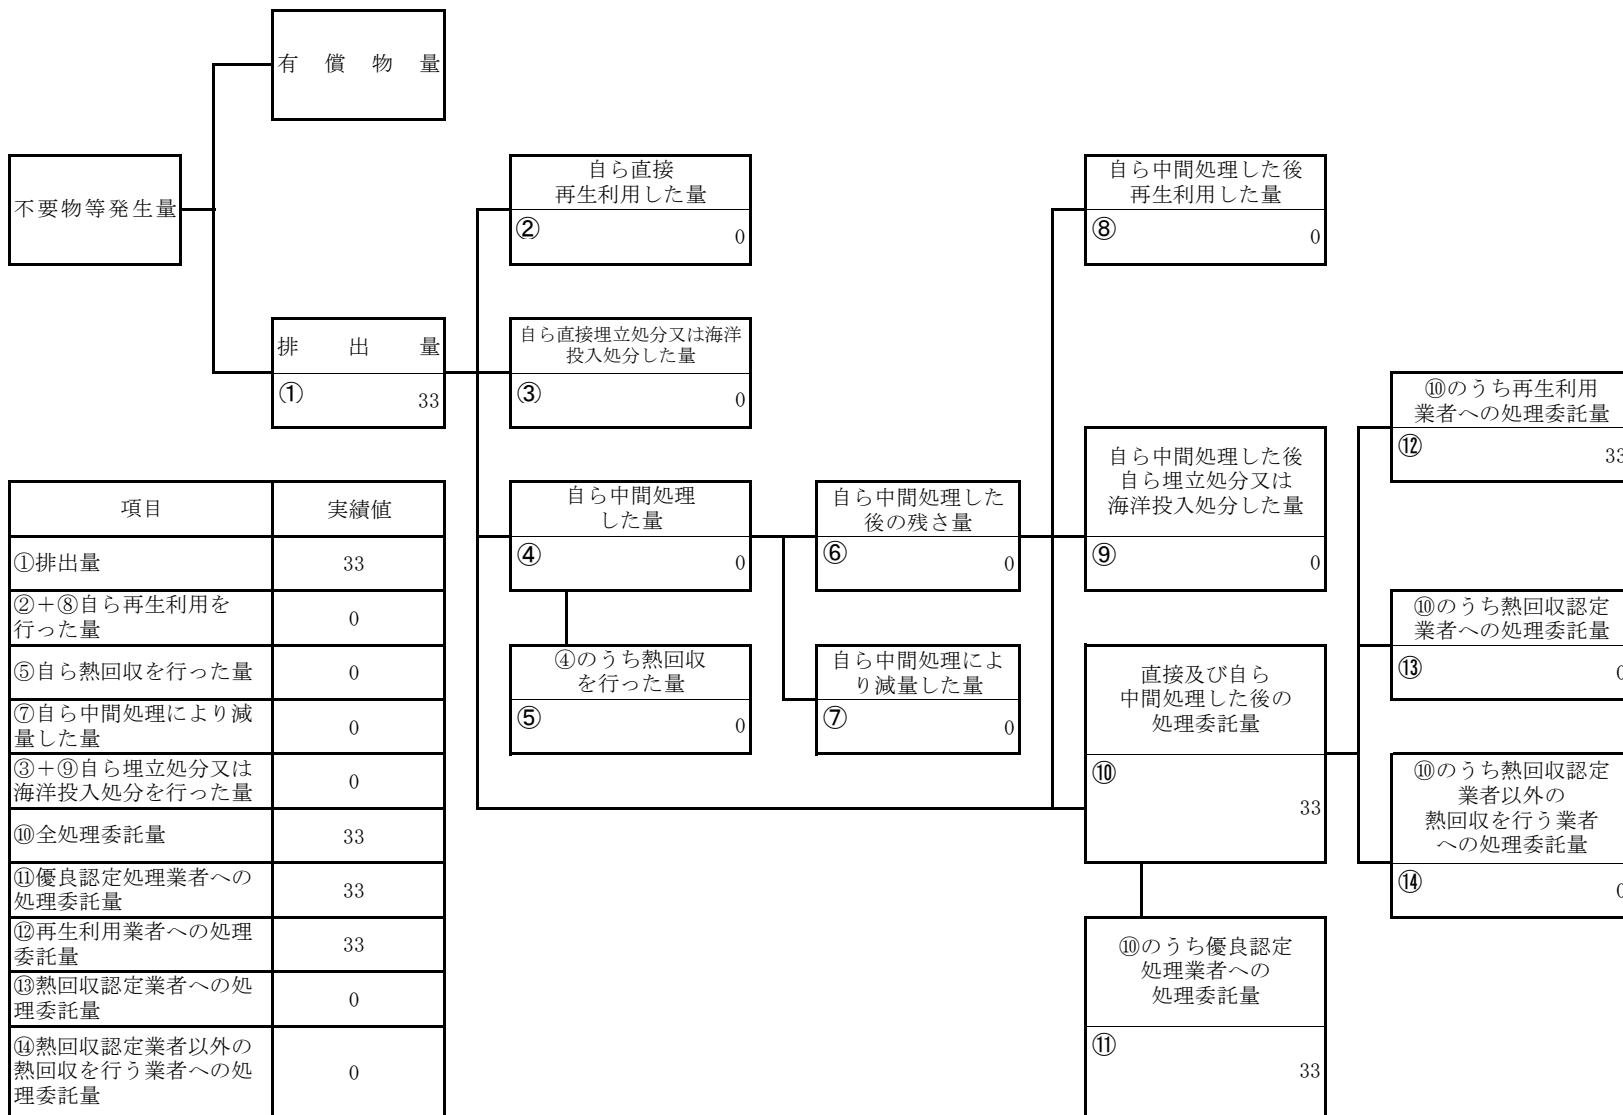 有償物量
不要物等発生量
排出量
① 33
自ら直接
再生利用した量
② 0
自ら直接埋立処分又は海洋
投入処分した量
③ 0
自ら中間処理
した量
④ 0
④のうち熱回収
を行った量
⑤ 0
自ら中間処理した
後の残さ量
⑥ 0
自ら中間処理によ
り減量した量
⑦ 0
自ら中間処理した後
再生利用した量
⑧ 0
自ら中間処理した後
自ら埋立処分又は
海洋投入処分した量
⑨ 0
直接及び自ら
中間処理した後の
処理委託量
⑩
33
⑩のうち優良認定
処理業者への
処理委託量
⑪
33
⑩のうち再生利用
業者への処理委託量
⑫ 33
⑩のうち熱回収認定
業者への処理委託量
⑬ 0
⑩のうち熱回収認定
業者以外の
熱回収を行う業者
への処理委託量
⑭ 0
項目 実績値
①排出量 33
②+⑧自ら再生利用を
行った量 0
⑤自ら熱回収を行った量 0
⑦自ら中間処理により減
量した量 0
③+⑨自ら埋立処分又は
海洋投入処分を行った量 0
⑩全処理委託量 33
⑪優良認定処理業者への
処理委託量 33
⑫再生利用業者への処理
委託量 33
⑬熱回収認定業者への処
理委託量 0
⑭熱回収認定業者以外の
熱回収を行う業者への処
理委託量 0